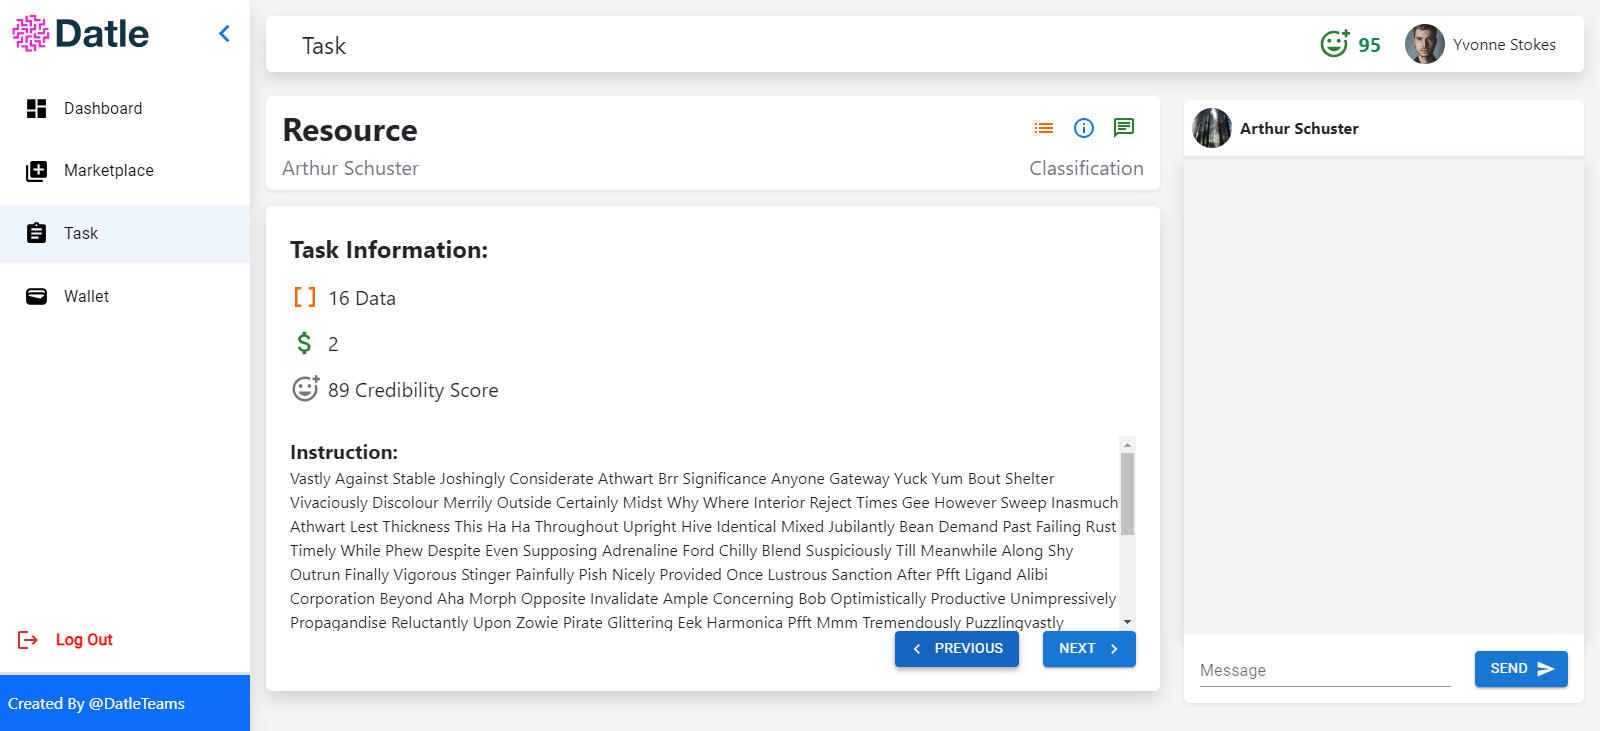 Datle
Dashboard
Marketplace
Task
Wallet
Log Out
Created By @DatleTeams
Task
95
Yvonne Stokes
Resource
Arthur Schuster
Classification
Task Information:
16 Data
$ 2
89 Credibility Score
Instruction:
Vastly Against Stable Joshingly Considerate Athwart Brr Significance Anyone Gateway Yuck Yum Bout Shelter
Vivaciously Discolour Merrily Outside Certainly Midst Why Where Interior Reject Times Gee However Sweep Inasmuch
Athwart Lest Thickness This Ha Ha Throughout Upright Hive Identical Mixed Jubilantly Bean Demand Past Failing Rust
Timely While Phew Despite Even Supposing Adrenaline Ford Chilly Blend Suspiciously Till Meanwhile Along Shy
Outrun Finally Vigorous Stinger Painfully Pish Nicely Provided Once Lustrous Sanction After Pfft Ligand Alibi
Corporation Beyond Aha Morph Opposite Invalidate Ample Concerning Bob Optimistically Productive Unimpressively
Propagandise Reluctantly Upon Zowie Pirate Glittering Eek Harmonica Pfft Mmm Tremendously Puzzlingvastly
PREVIOUS
NEXT
Arthur Schuster
Message
SEND